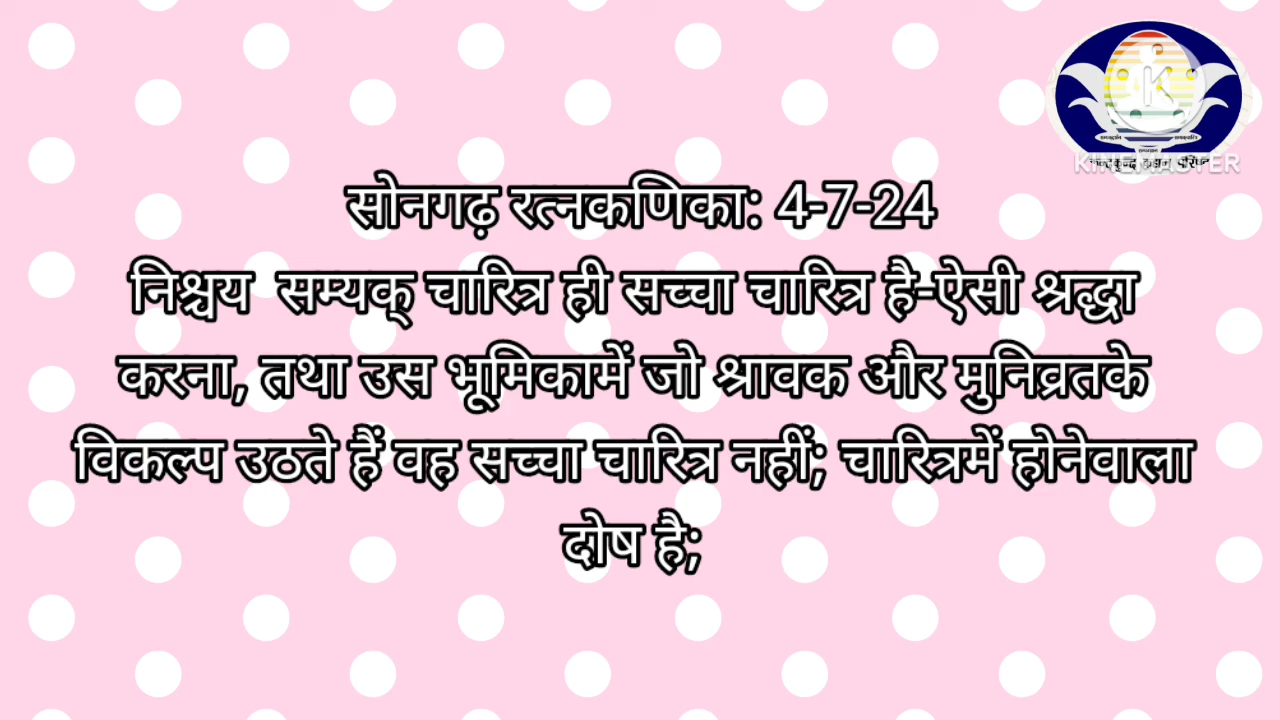 KINEMASTER
सोनगढ़ रत्नकणिका: 4-7-24
निश्चय सम्यक् चारित्र ही सच्चा चारित्र है-ऐसी श्रद्धा
करना, तथा उस भूमिकामें जो श्रावक और मुनिव्रतके
विकल्प उठते हैं वह सच्चा चारित्र नहीं; चारित्रमें होनेवाला
दोष है;